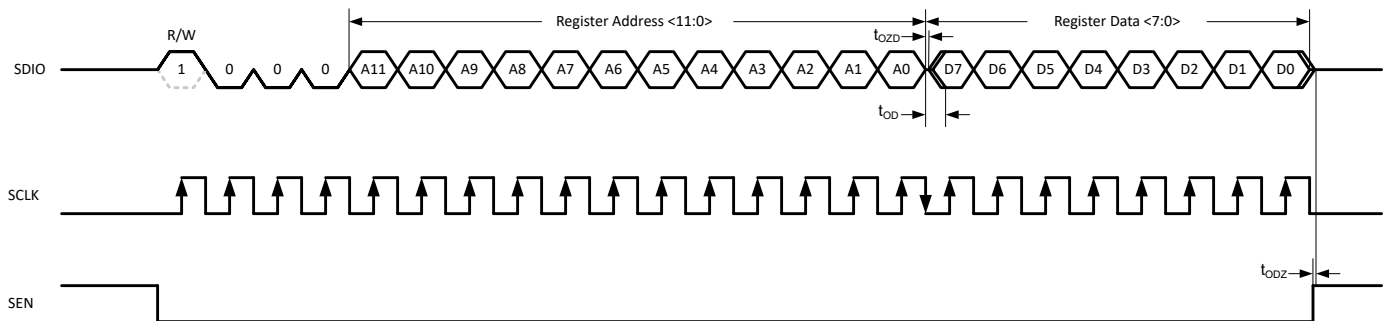 Register Address <11:0>
Register Data <7:0>
R/W
tOZD
SDIO
1 0 0 0 A11 A10 A9 A8 A7 A6 A5 A4 A3 A2 A1 A0 D7 D6 D5 D4 D3 D2 D1 D0
tOD
SCLK
tODZ
SEN